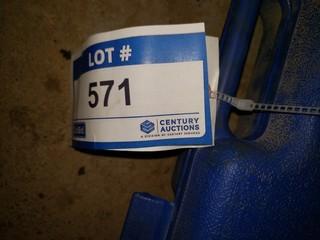 LOT #
571
CENTURY
AUCTIONS
A DIVISION OF CENTURY SERVICES